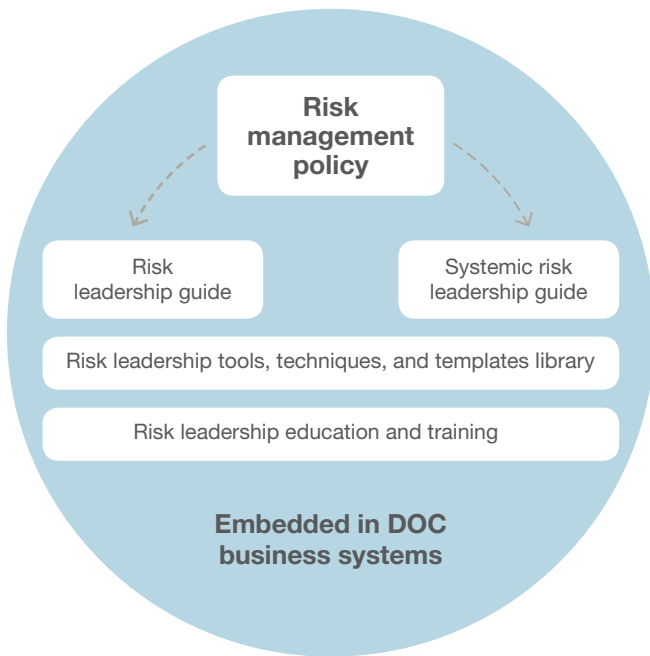 Risk
management
policy
Risk
leadership guide
Systemic risk
leadership guide
Risk leadership tools, techniques, and templates library
Risk leadership education and training
Embedded in DOC
business systems